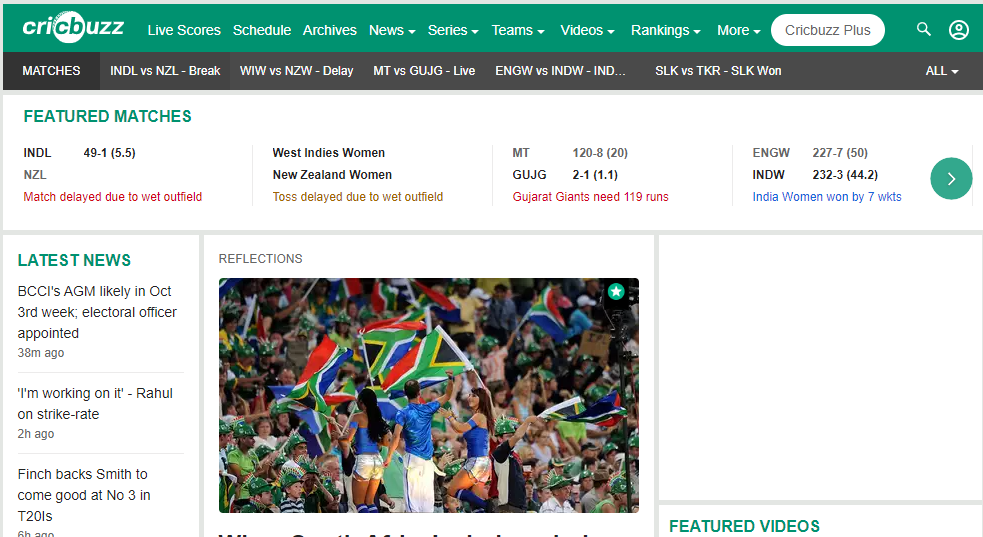 cricbuzz Live Scores Schedule Archives News Series Teams Videos Rankings More Cricbuzz Plus
MATCHES INDL vs NZL - Break WIW vs NZW - Delay MT vs GUJG - Live ENGW vs INDW - IND... SLK vs TKR - SLK Won ALL
FEATURED MATCHES
INDL 49-1 (5.5)
NZL
Match delayed due to wet outfield
West Indies Women
New Zealand Women
Toss delayed due to wet outfield
MT 120-8 (20)
GUJG 2-1 (1.1)
Gujarat Giants need 119 runs
ENGW 227-7 (50)
INDW 232-3 (44.2)
India Women won by 7 wkts
LATEST NEWS
BCCI's AGM likely in Oct
3rd week; electoral officer
appointed
38m ago
'I'm working on it' - Rahul
on strike-rate
2h ago
Finch backs Smith to
come good at No 3 in
T20Is
6h ago
REFLECTIONS
FEATURED VIDEOS